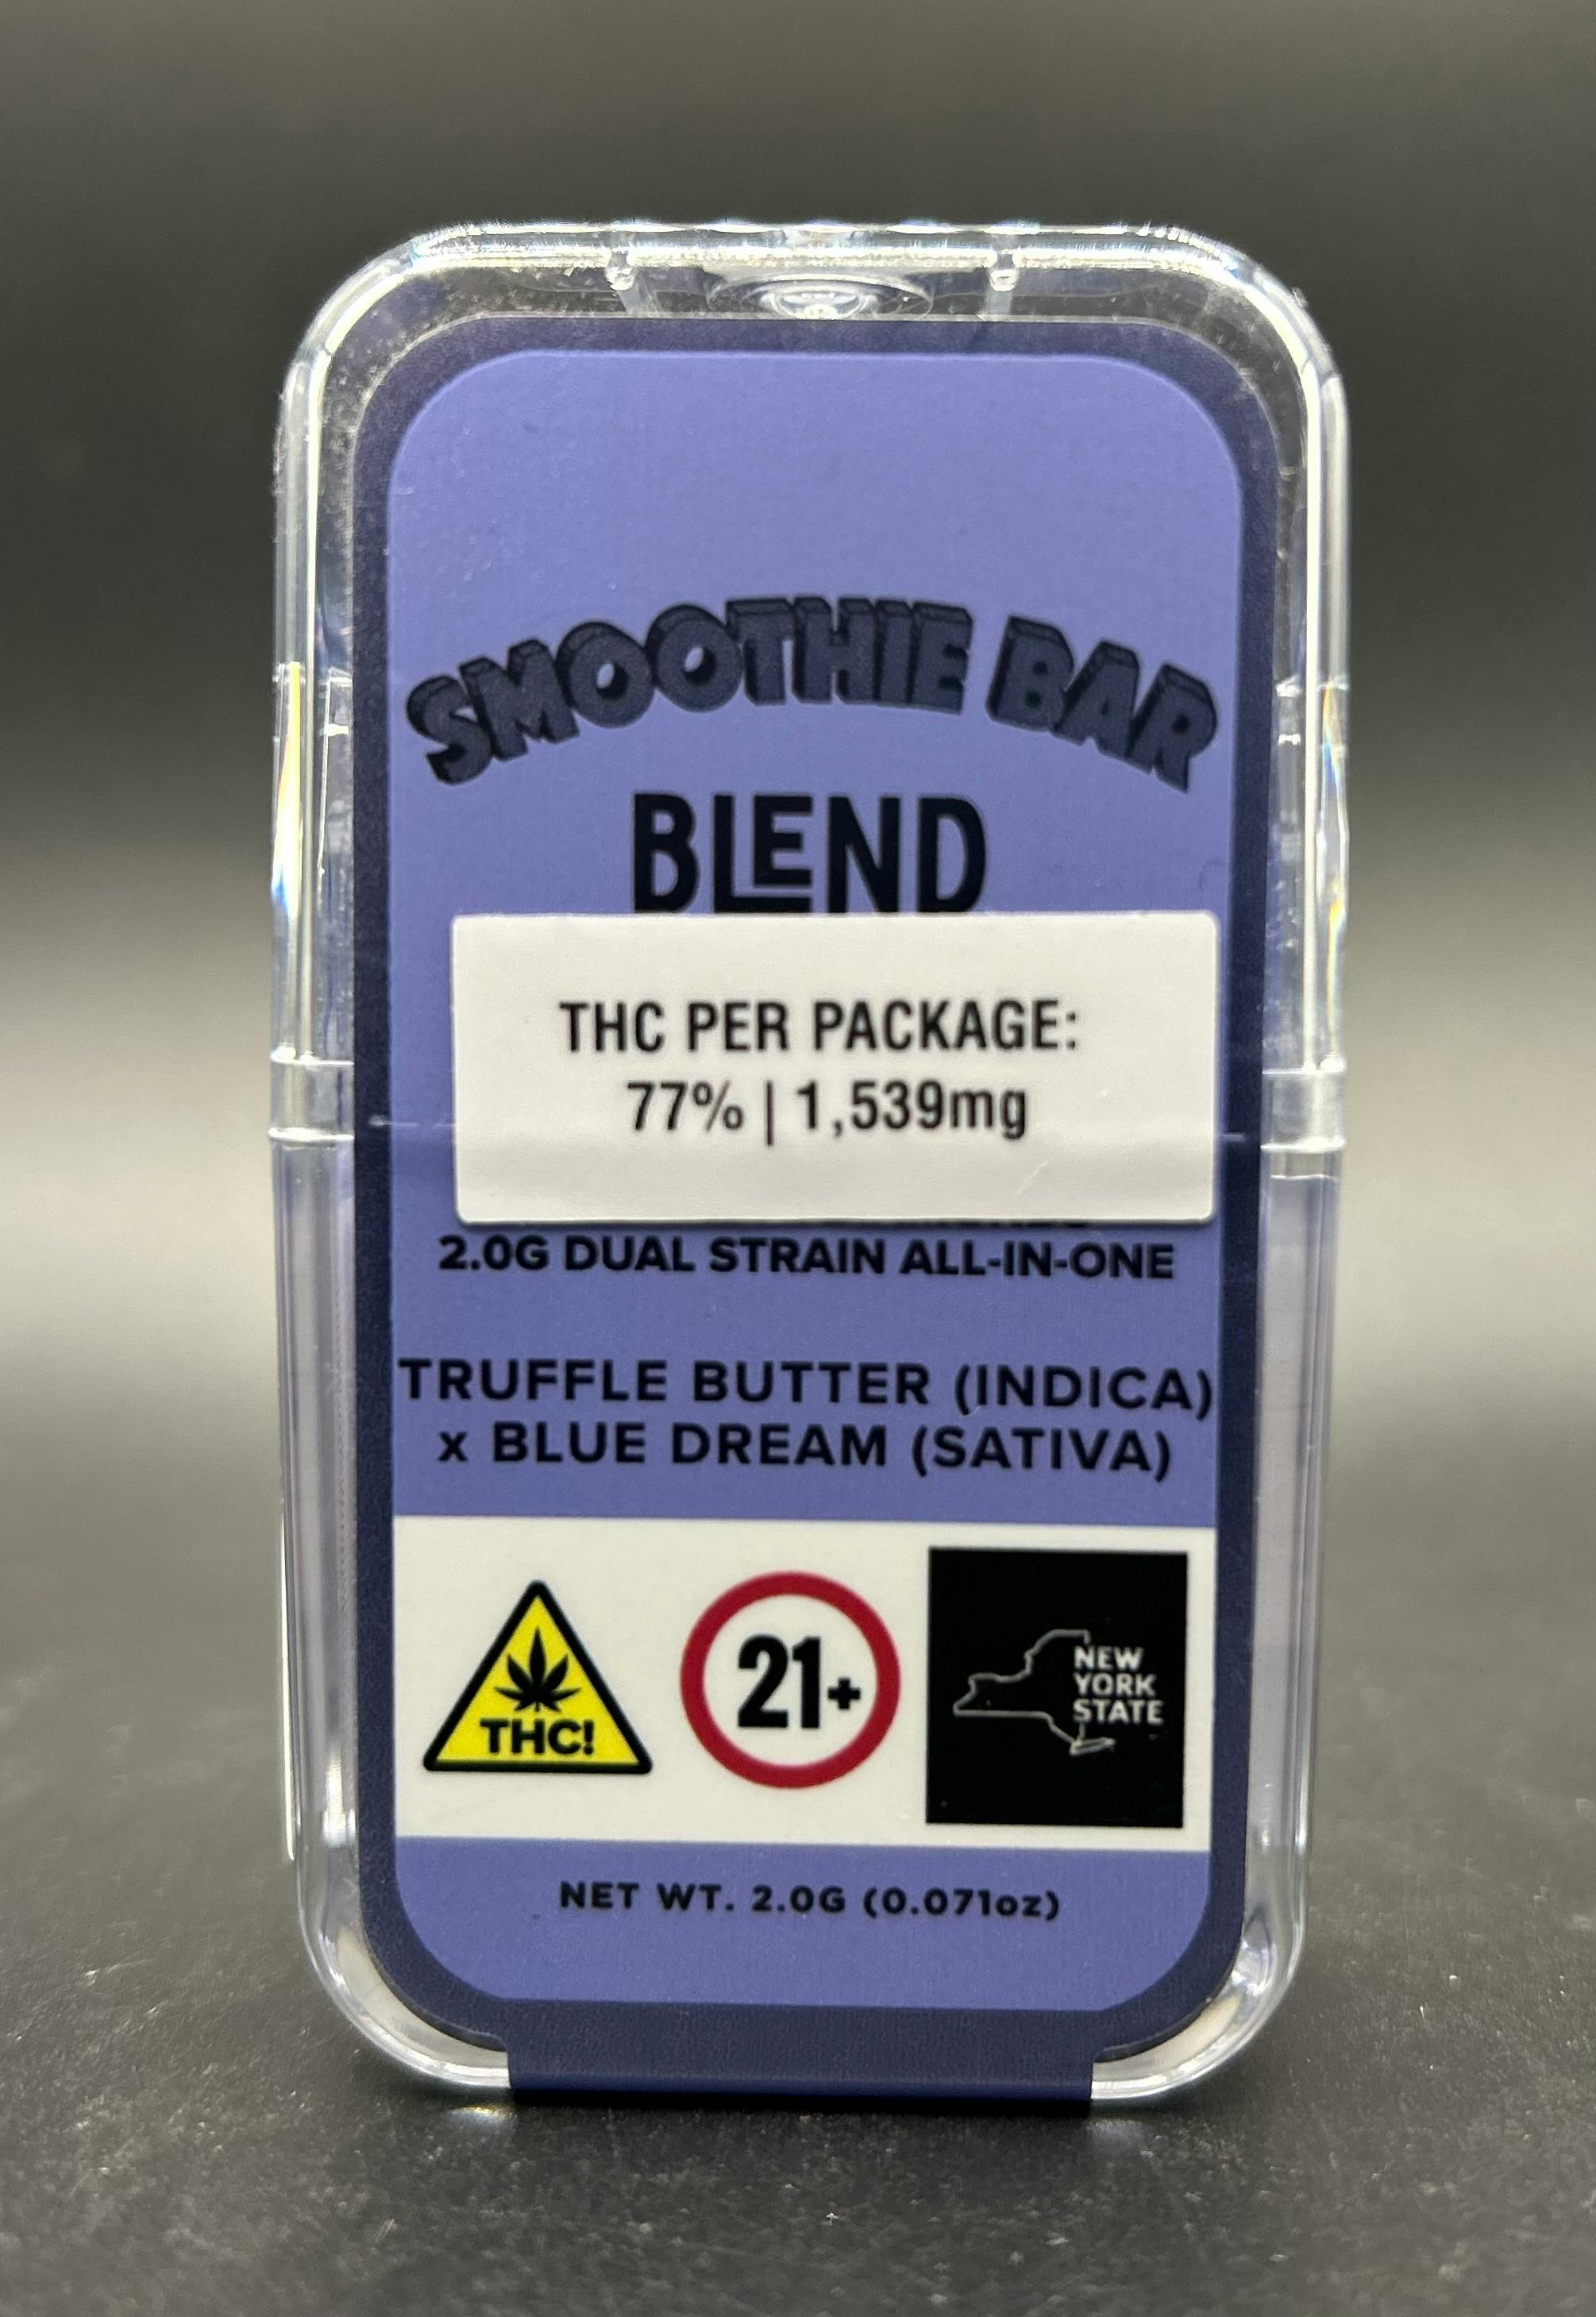 SMOOTHIE BAR
BLEND
THC PER PACKAGE:
77% | 1,539mg
2.0G DUAL STRAIN ALL-IN-ONE
TRUFFLE BUTTER (INDICA)
x BLUE DREAM (SATIVA)
THC!
21+
NEW
YORK
STATE
NET WT. 2.0G (0.071oz)